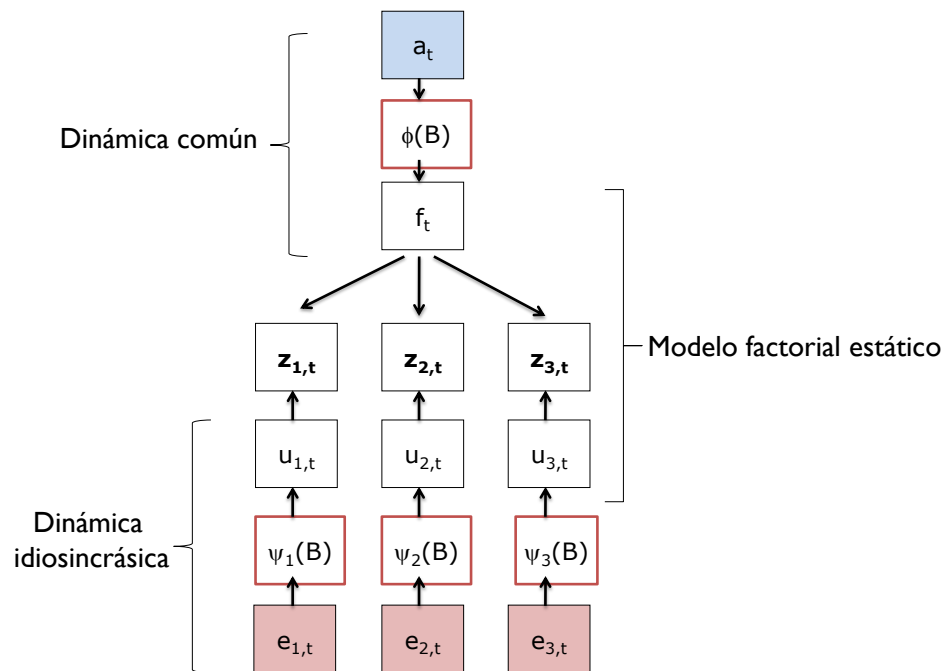 a_t
Dinámica común
ϕ(B)
f_t
z_1,t z_2,t z_3,t
Modelo factorial estático
u_1,t u_2,t u_3,t
Dinámica
idiosincrásica
ψ_1(B) ψ_2(B) ψ_3(B)
e_1,t e_2,t e_3,t